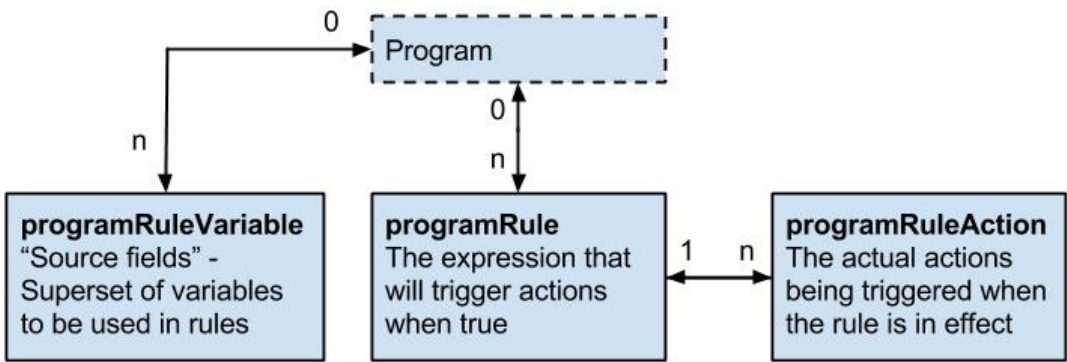 0
Program
0
n
n
programRuleVariable
“Source fields” -
Superset of variables
to be used in rules
programRule
The expression that
will trigger actions
when true
1 n
programRuleAction
The actual actions
being triggered when
the rule is in effect